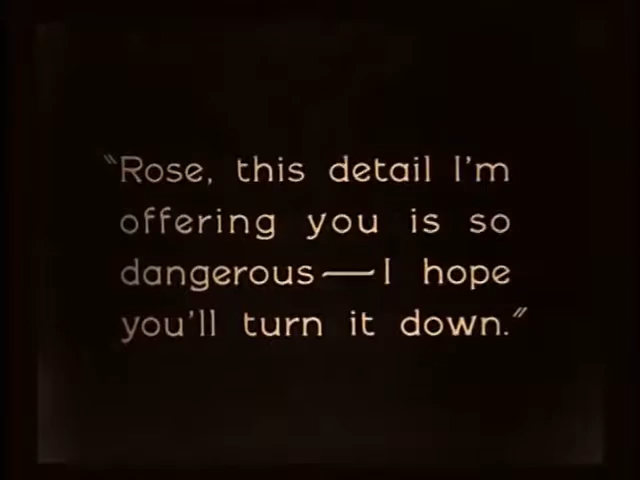 "Rose, this detail I'm
offering you is so
dangerous—I hope
you'll turn it down."